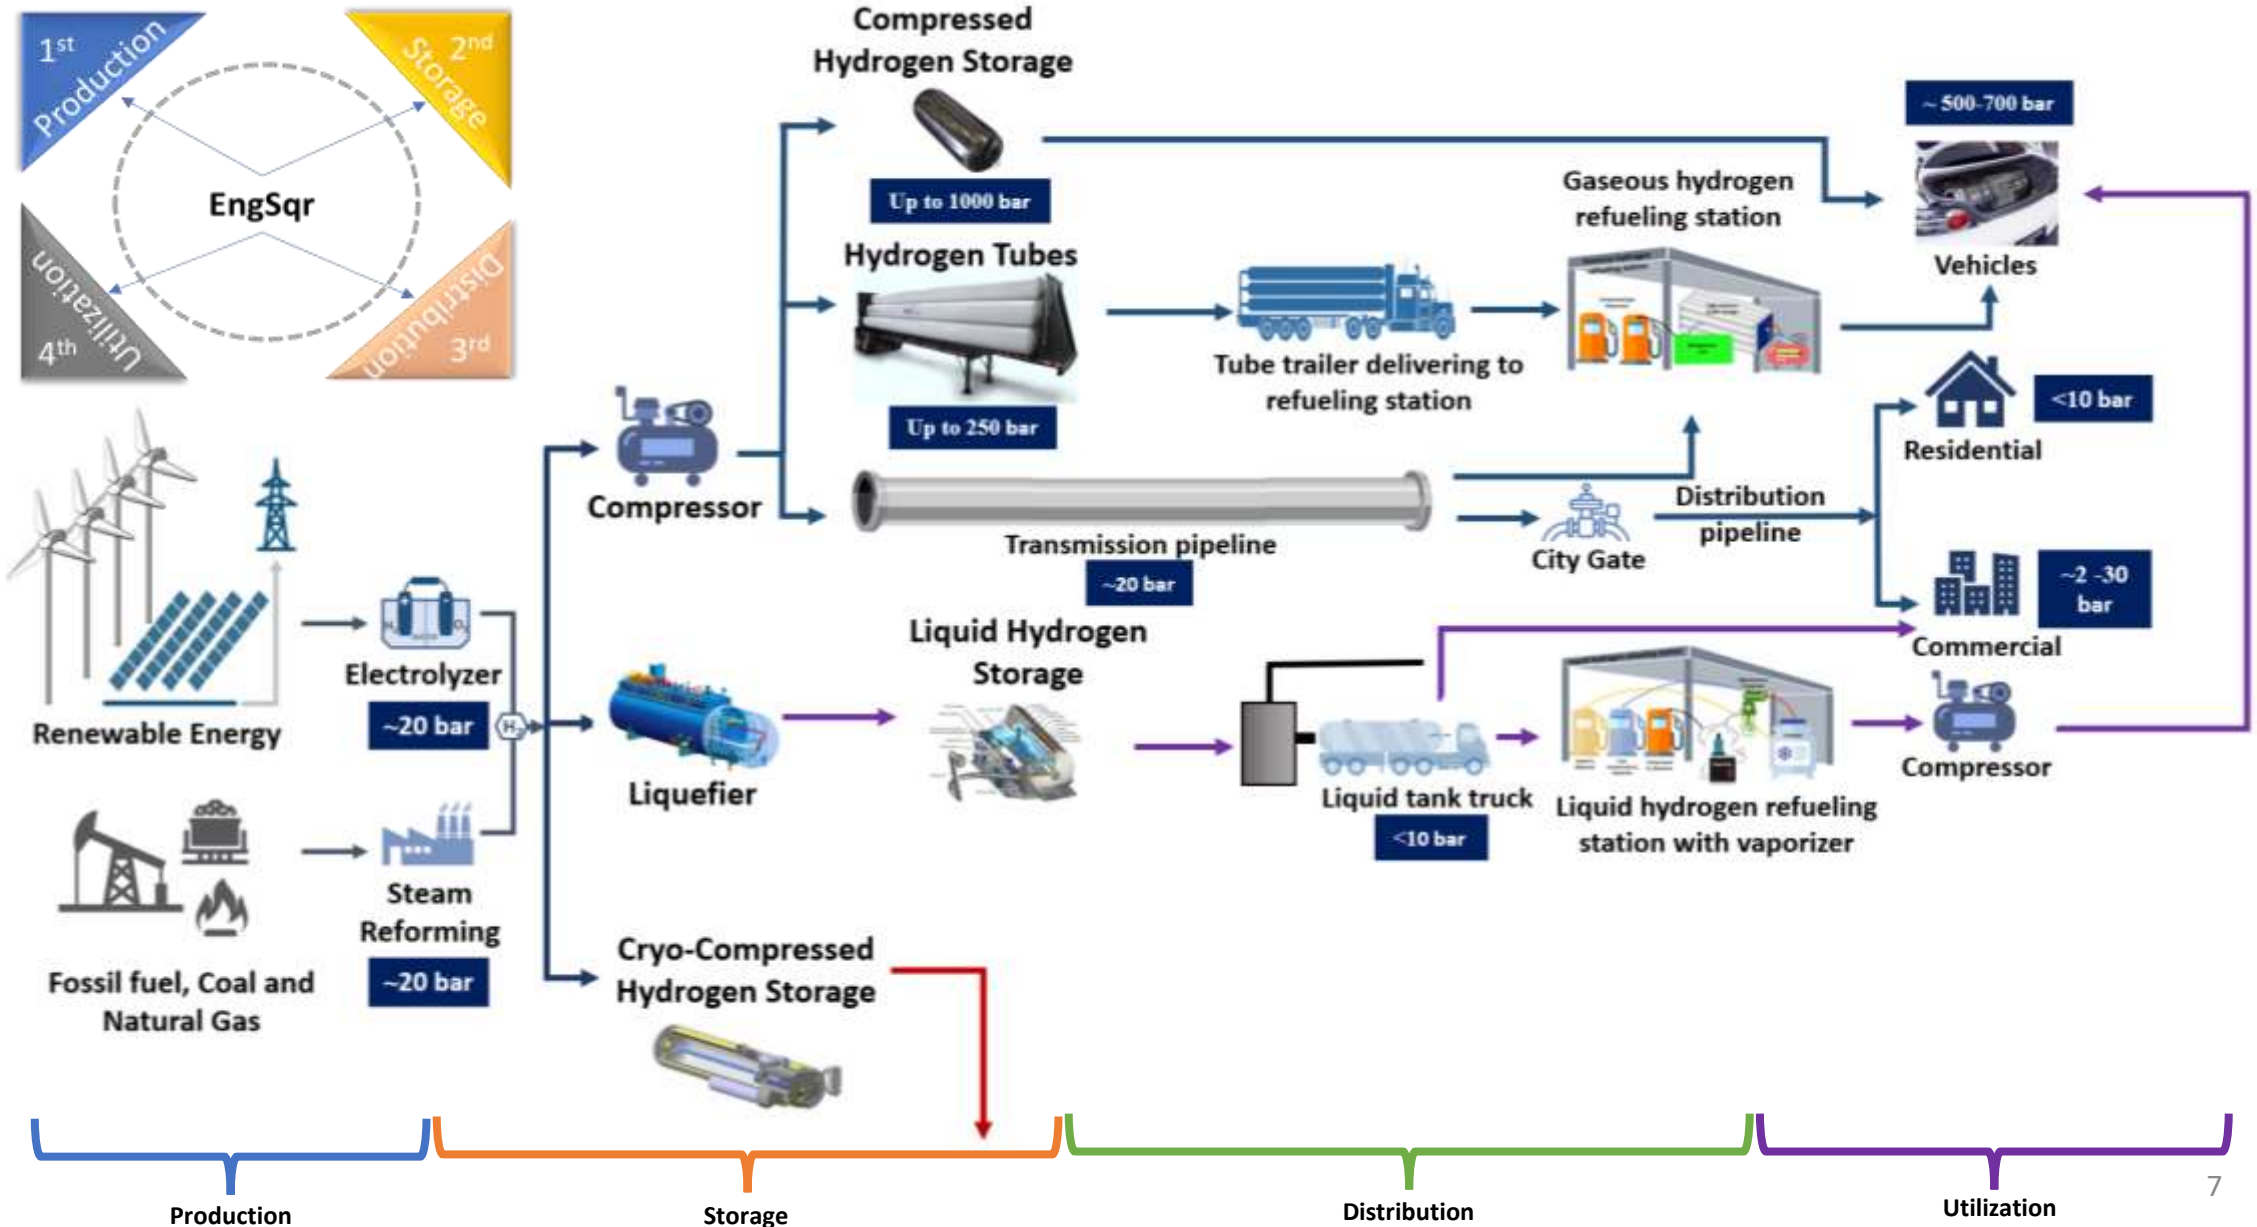 1st
Production
2nd
Storage
EngSqr
Utilization
4th
Distribution
3rd
Compressed
Hydrogen Storage
Up to 1000 bar
~ 500-700 bar
Vehicles
Hydrogen Tubes
Up to 250 bar
Tube trailer delivering to
refueling station
Gaseous hydrogen
refueling station
Compressor
Transmission pipeline
~20 bar
City Gate
Distribution
pipeline
Residential
<10 bar
Commercial
~2 -30
bar
Renewable Energy
Electrolyzer
~20 bar
H2
Liquefier
Liquid Hydrogen
Storage
Liquid tank truck
<10 bar
Liquid hydrogen refueling
station with vaporizer
Compressor
Fossil fuel, Coal and
Natural Gas
Steam
Reforming
~20 bar
Cryo-Compressed
Hydrogen Storage
Production
Storage
Distribution
Utilization
7